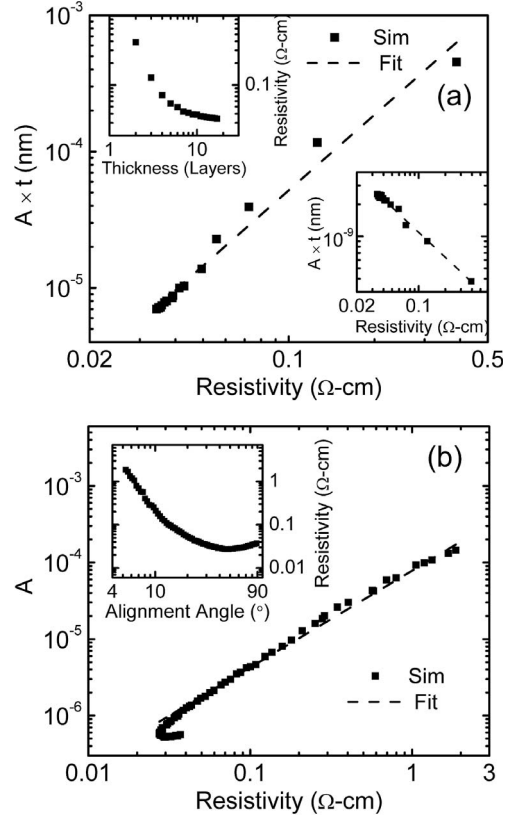 10⁻³
10⁻⁴
10⁻⁵
A × t (nm)
0.02
0.1
0.5
Resistivity (Ω-cm)
Sim
Fit
(a)
0.1
Resistivity (Ω-cm)
1
10
Thickness (Layers)
A × t (nm)
10⁻⁹
0.02
0.1
Resistivity (Ω-cm)
(b)
10⁻³
10⁻⁴
10⁻⁵
10⁻⁶
A
0.01
0.1
1
3
Resistivity (Ω-cm)
Sim
Fit
1
0.1
0.01
Resistivity (Ω-cm)
4
10
90
Alignment Angle (°)